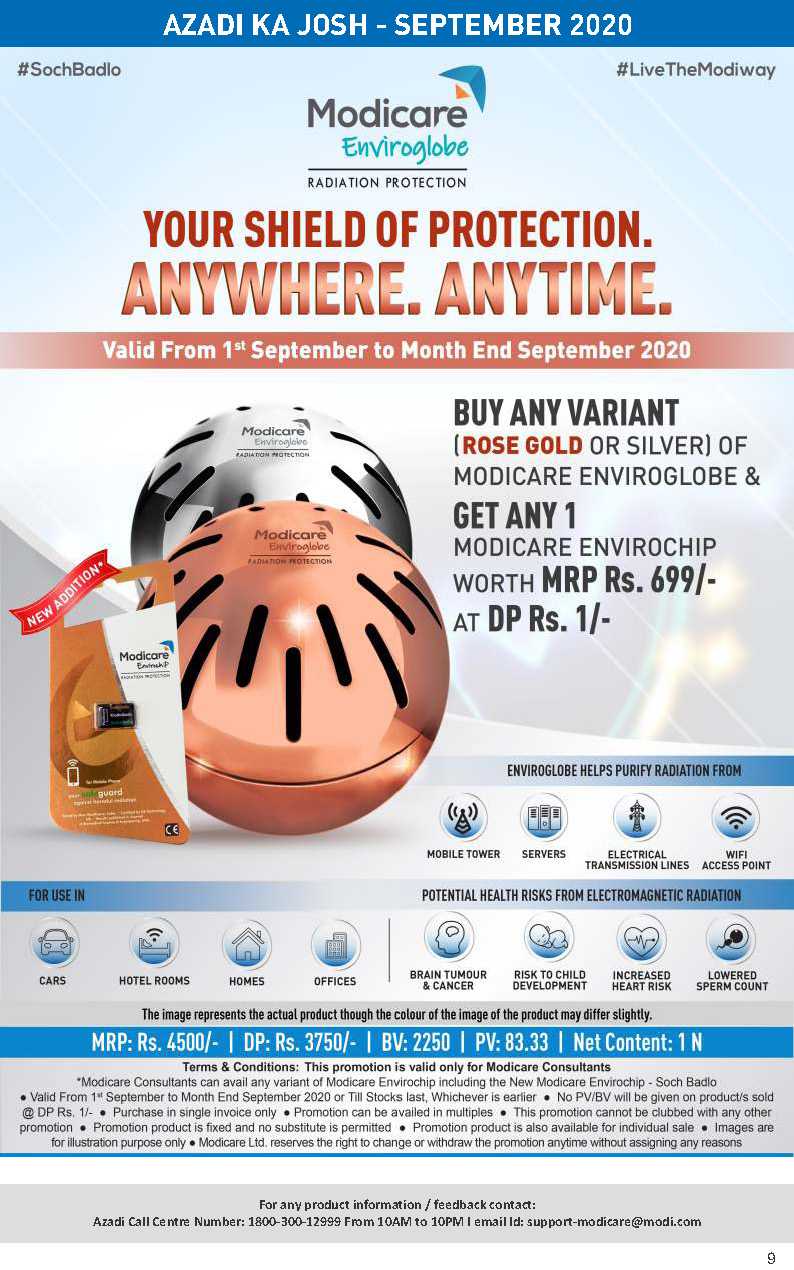 AZADI KA JOSH - SEPTEMBER 2020
#SochBadlo
#LiveTheModiway
Modicare
Enviroglobe
RADIATION PROTECTION
YOUR SHIELD OF PROTECTION.
ANYWHERE. ANYTIME.
Valid From 1st September to Month End September 2020
Modicare
Enviroglobe
RADIATION PROTECTION
Modicare
Enviroglobe
RADIATION PROTECTION
BUY ANY VARIANT
(ROSE GOLD OR SILVER) OF
MODICARE ENVIROGLOBE &
GET ANY 1
MODICARE ENVIROCHIP
WORTH MRP Rs. 699/-
AT DP Rs. 1/-
NEW ADDITION*
Modicare
Envirochip
RADIATION PROTECTION
for Mobile Phone
your safeguard
against harmful radiation
CE
ENVIROGLOBE HELPS PURIFY RADIATION FROM
MOBILE TOWER
SERVERS
ELECTRICAL
TRANSMISSION LINES
WIFI
ACCESS POINT
FOR USE IN
CARS
HOTEL ROOMS
HOMES
OFFICES
POTENTIAL HEALTH RISKS FROM ELECTROMAGNETIC RADIATION
BRAIN TUMOUR
& CANCER
RISK TO CHILD
DEVELOPMENT
INCREASED
HEART RISK
LOWERED
SPERM COUNT
The image represents the actual product though the colour of the image of the product may differ slightly.
MRP: Rs. 4500/- | DP: Rs. 3750/- | BV: 2250 | PV: 83.33 | Net Content: 1 N
Terms & Conditions: This promotion is valid only for Modicare Consultants
*Modicare Consultants can avail any variant of Modicare Envirochip including the New Modicare Envirochip - Soch Badlo
● Valid From 1st September to Month End September 2020 or Till Stocks last, Whichever is earlier ● No PV/BV will be given on product/s sold
@ DP Rs. 1/- ● Purchase in single invoice only ● Promotion can be availed in multiples ● This promotion cannot be clubbed with any other
promotion ● Promotion product is fixed and no substitute is permitted ● Promotion product is also available for individual sale ● Images are
for illustration purpose only ● Modicare Ltd. reserves the right to change or withdraw the promotion anytime without assigning any reasons
For any product information / feedback contact:
Azadi Call Centre Number: 1800-300-12999 From 10AM to 10PM I email Id: support-modicare@modi.com
9